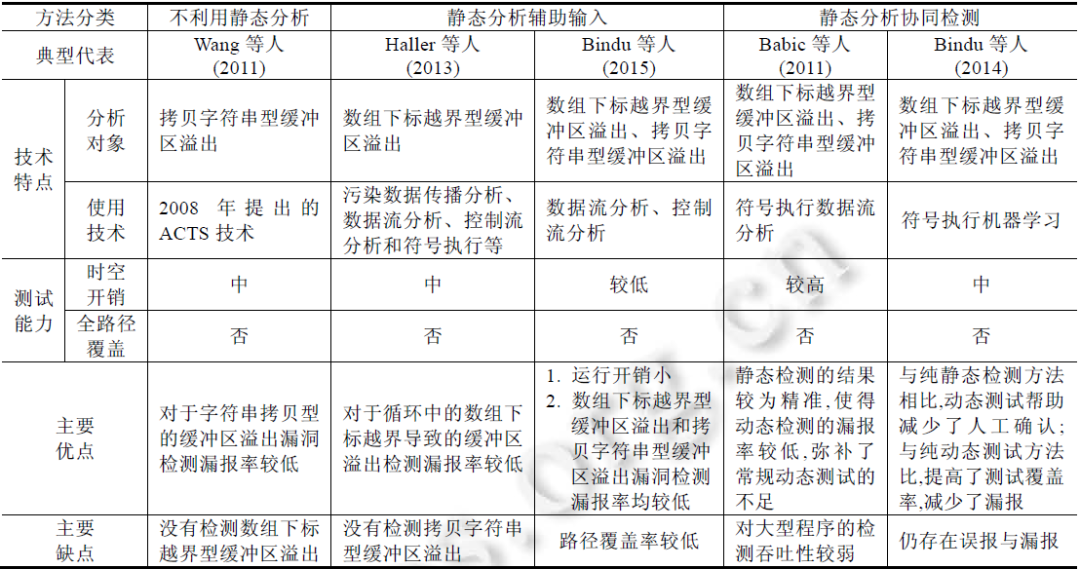 方法分类 不利用静态分析 静态分析辅助输入 静态分析协同检测
典型代表 Wang 等人 (2011) Haller 等人 (2013) Bindu 等人 (2015) Babic 等人 (2011) Bindu 等人 (2014)
技术
特点
分析
对象
拷贝字符串型缓冲
区溢出
数组下标越界型缓冲
区溢出
数组下标越界型缓
冲区溢出、拷贝字
符串型缓冲区溢出
数组下标越界型
缓冲区溢出、拷
贝字符串型缓冲
区溢出
数组下标越界型缓
冲区溢出、拷贝字
符串型缓冲区溢出
使用
技术
2008 年提出的
ACTS 技术
污染数据传播分析、
数据流分析、控制流
分析和符号执行等
数据流分析、控制
流分析
符号执行数据流
分析
符号执行机器学习
测试
能力
时空
开销
中
中
较低
较高
中
全路径
覆盖
否
否
否
否
否
主要
优点
对于字符串拷贝型
的缓冲区溢出漏洞
检测漏报率较低
对于循环中的数组下
标越界导致的缓冲区
溢出检测漏报率较低
1. 运行开销小
2. 数组下标越界型
缓冲区溢出和拷
贝字符串型缓冲
区溢出漏洞检测
漏报率均较低
静态检测的结果
较为精准,使得
动态检测的漏报
率较低,弥补了
常规动态测试的
不足
与纯静态检测方法
相比,动态测试帮助
减少了人工确认;
与纯动态测试方法
比,提高了测试覆盖
率,减少了漏报
主要
缺点
没有检测数组下标
越界型缓冲区溢出
没有检测拷贝字符串
型缓冲区溢出
路径覆盖率较低
对大型程序的检
测吞吐性较弱
仍存在误报与漏报